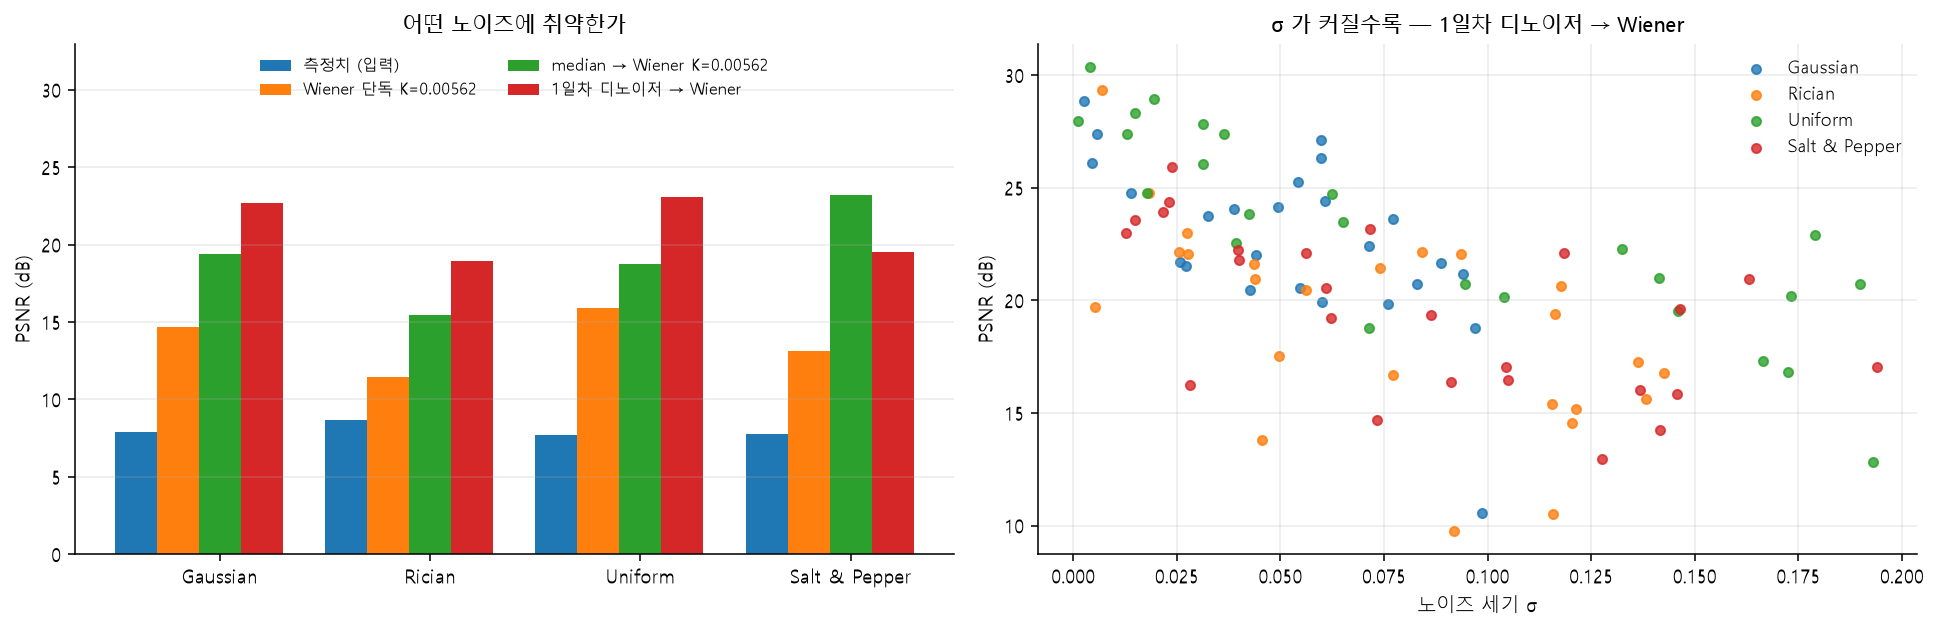 어떤 노이즈에 취약한가
측정치 (입력)
Wiener 단독 K=0.00562
median → Wiener K=0.00562
1일차 디노이저 → Wiener
PSNR (dB)
30
25
20
15
10
5
0
Gaussian
Rician
Uniform
Salt & Pepper
σ 가 커질수록 — 1일차 디노이저 → Wiener
Gaussian
Rician
Uniform
Salt & Pepper
PSNR (dB)
30
25
20
15
10
0.000
0.025
0.050
0.075
0.100
0.125
0.150
0.175
0.200
노이즈 세기 σ